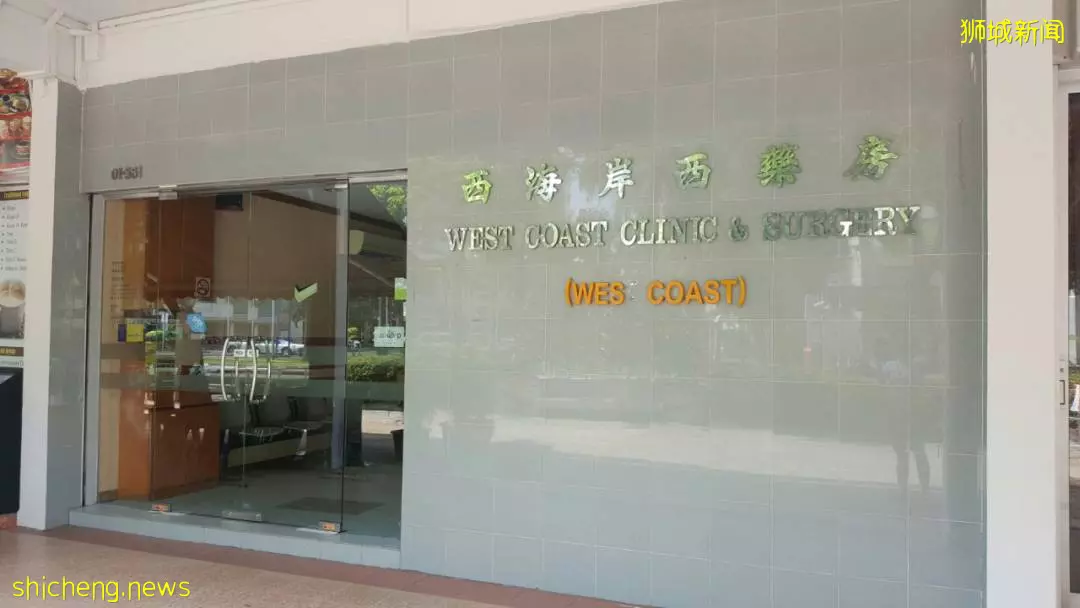 狮城新闻
01-331
西海岸西藥房
WEST COAST CLINIC & SURGERY
(WEST COAST)
shicheng.news